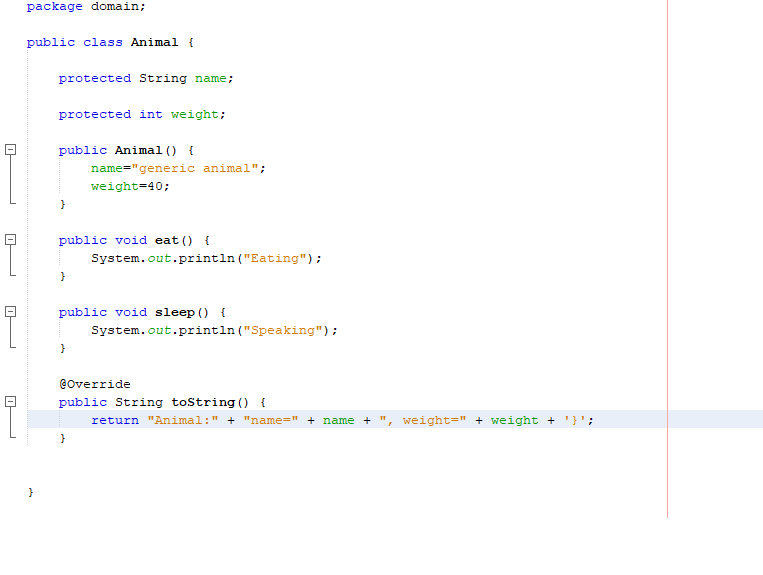 package domain;
public class Animal {
protected String name;
protected int weight;
public Animal() {
name="generic animal";
weight=40;
}
public void eat() {
System.out.println("Eating");
}
public void sleep() {
System.out.println("Speaking");
}
@Override
public String toString() {
return "Animal:" + "name=" + name + ", weight=" + weight + '}';
}
}